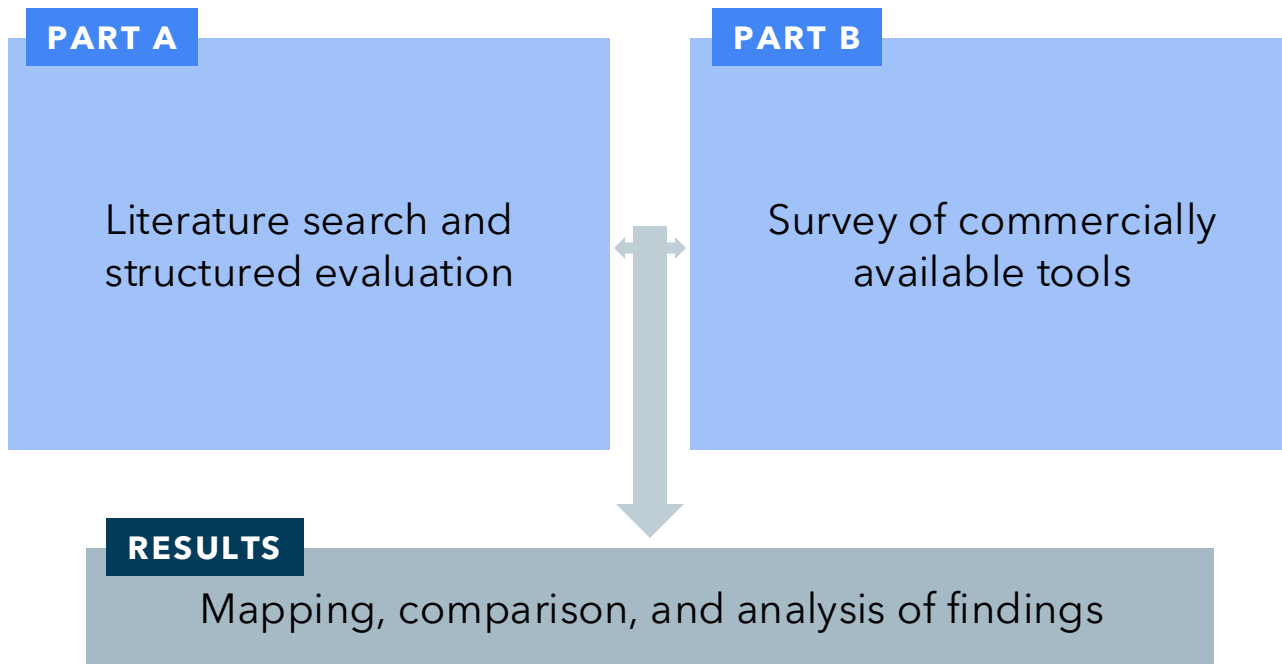 PART A
Literature search and
structured evaluation
PART B
Survey of commercially
available tools
RESULTS
Mapping, comparison, and analysis of findings